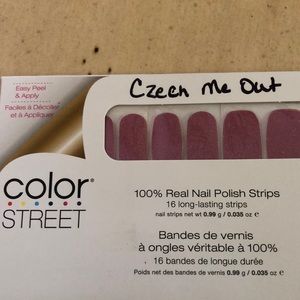 Easy Peel
& Apply
Faciles à Décoller
et à Appliquer
Czech Me Out
color®
STREET
100% Real Nail Polish Strips
16 long-lasting strips
nail strips net wt 0.99 g / 0.035 oz ℮
Bandes de vernis
à ongles véritable à 100%
16 bandes de longue durée
Poids net des bandes de vernis 0.99 g / 0.035 oz ℮